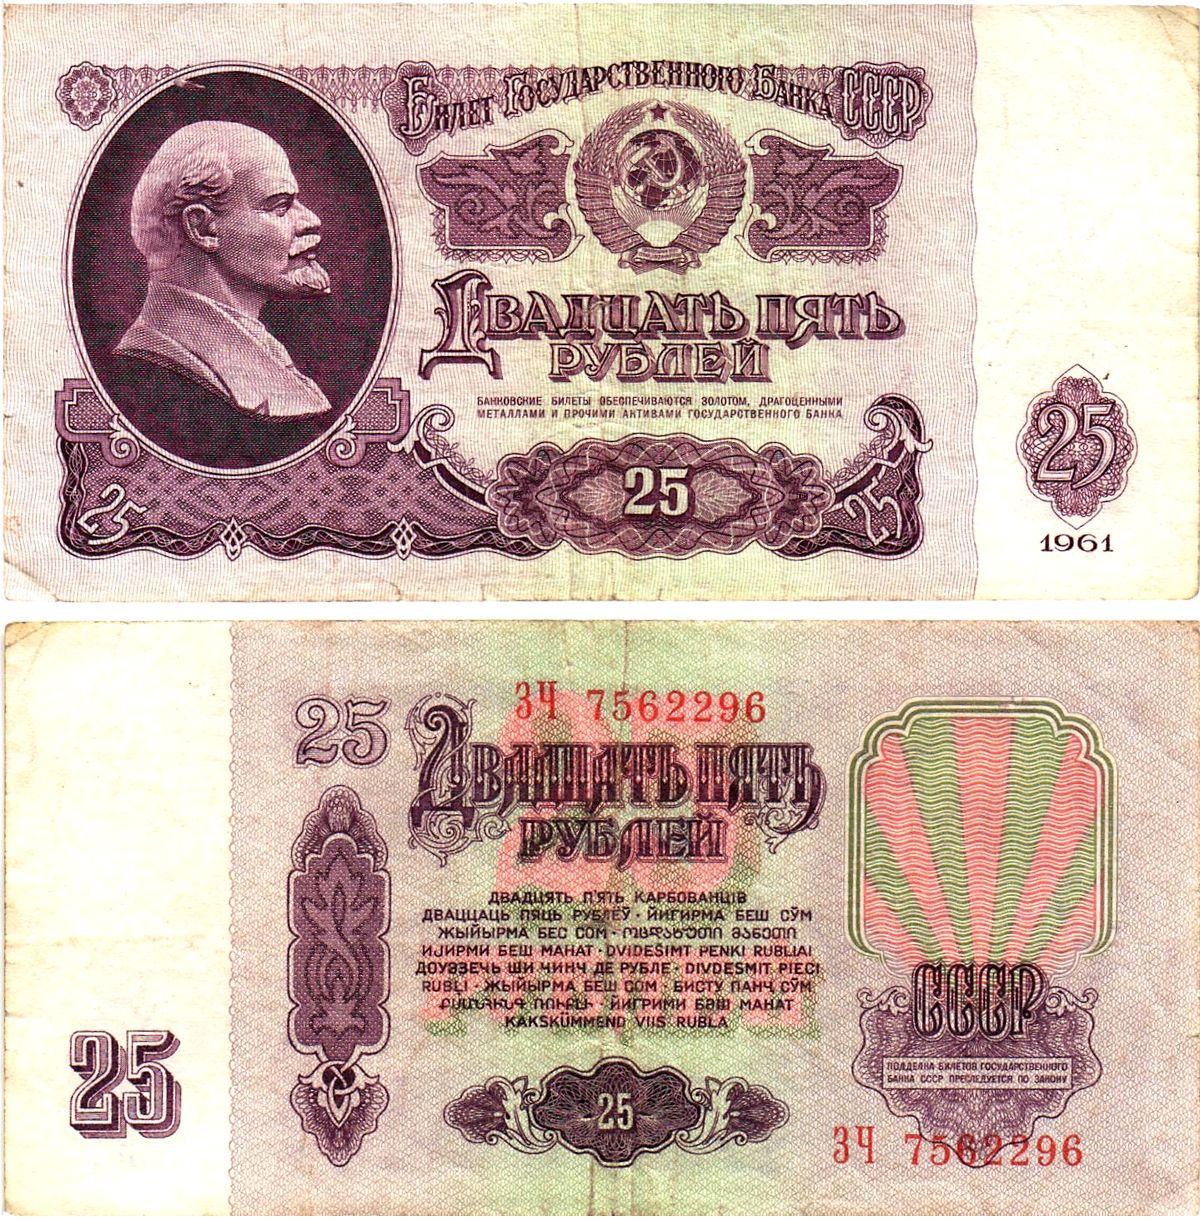 Билет Государственного Банка СССР
Двадцать пять
рублей
БАНКОВСКИЕ БИЛЕТЫ ОБЕСПЕЧИВАЮТСЯ ЗОЛОТОМ, ДРАГОЦЕННЫМИ
МЕТАЛЛАМИ И ПРОЧИМИ АКТИВАМИ ГОСУДАРСТВЕННОГО БАНКА
25
25
25
25
1961
ЗЧ 7562296
25
Двадцать пять
рублей
ДВАДЦЯТЬ П'ЯТЬ КАРБОВАНЦІВ
ДВАЦЦАЦЬ ПЯЦЬ РУБЛЁЎ · ЙИГИРМА БЕШ СЎМ
ЖЫЙЫРМА БЕС СОМ · ᲝᲪᲓᲐᲮᲣᲗᲘ ᲛᲐᲜᲔᲗᲘ
ИЈИРМИ БЕШ МАНАТ · DVIDEŠIMT PENKI RUBLIAI
ДОУЭЗЕЧЬ ШИ ЧИНЧ ДЕ РУБЛЕ · DIVDESMIT PIECI
RUBĻI · ЖЫЙЫРМА БЕШ СОМ · БИСТУ ПАНҶ СӮМ
ՔՍԱՆՀԻՆԳ ՌՈՒԲԼԻ · ЙИГРИМИ БӘШ МАНАТ
KAKSKÜMMEND VIIS RUBLA
25
25
СССР
ПОДДЕЛКА БИЛЕТОВ ГОСУДАРСТВЕННОГО
БАНКА СССР ПРЕСЛЕДУЕТСЯ ПО ЗАКОНУ
ЗЧ 7562296